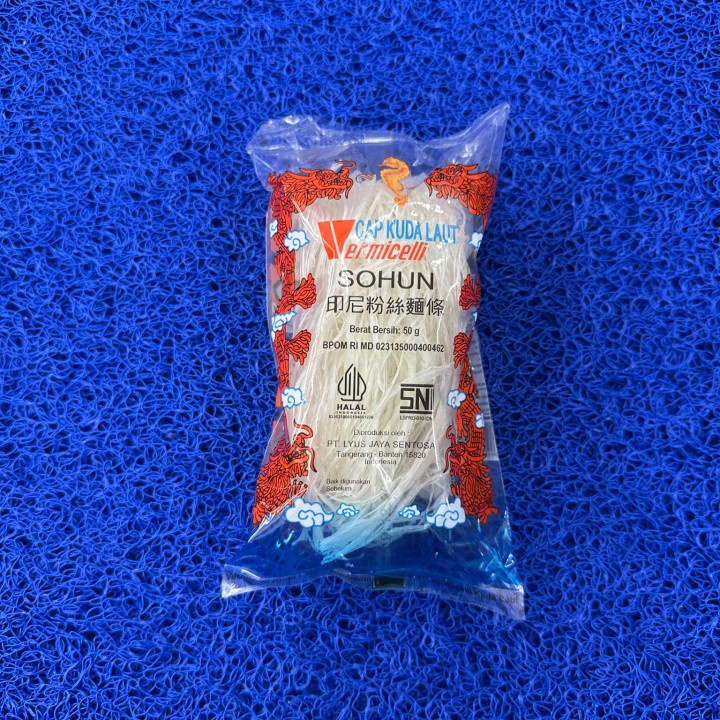 CAP KUDA LAUT
Vermicelli
SOHUN
印尼粉絲麵條
Berat Bersih: 50 g
BPOM RI MD 023135000400462
HALAL
INDONESIA
SNI
Diproduksi oleh :
PT. LYUS JAYA SENTOSA
Tangerang - Banten 15820
Indonesia
Baik digunakan
Sebelum :